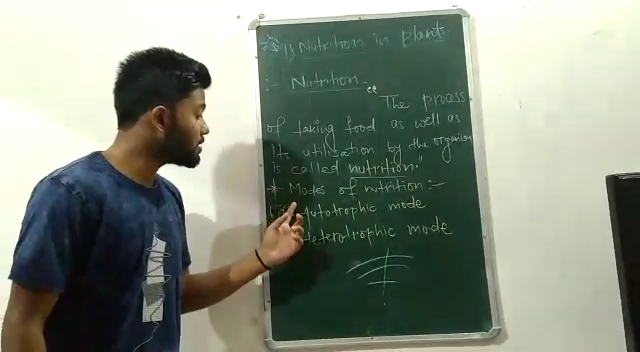 1) Nutrition in plants
:- Nutrition -
"The process
of taking food as well as
its utilisation by the organism
is called nutrition."
* Modes of nutrition :-
Autotrophic mode
Heterotrophic mode